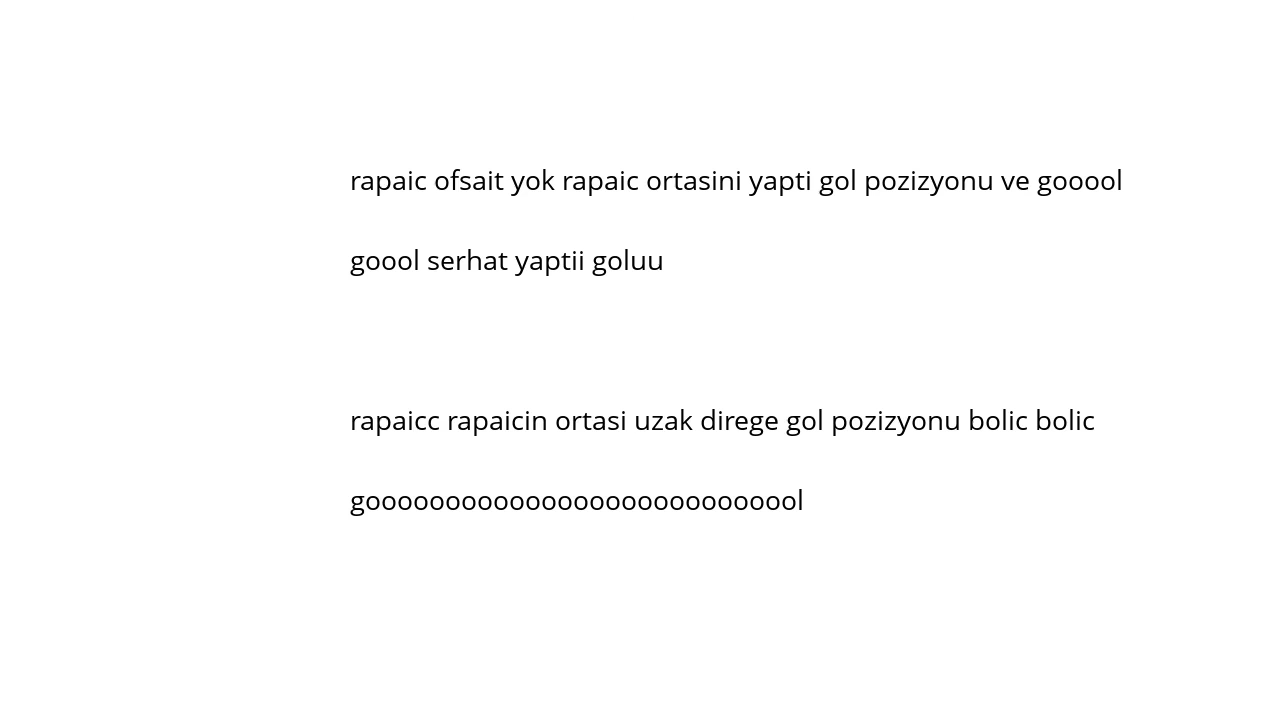 rapaic ofsait yok rapaic ortasini yapti gol pozizyonu ve gooool
goool serhat yaptii goluu
rapaicc rapaicin ortasi uzak direge gol pozizyonu bolic bolic
goooooooooooooooooooooooooool